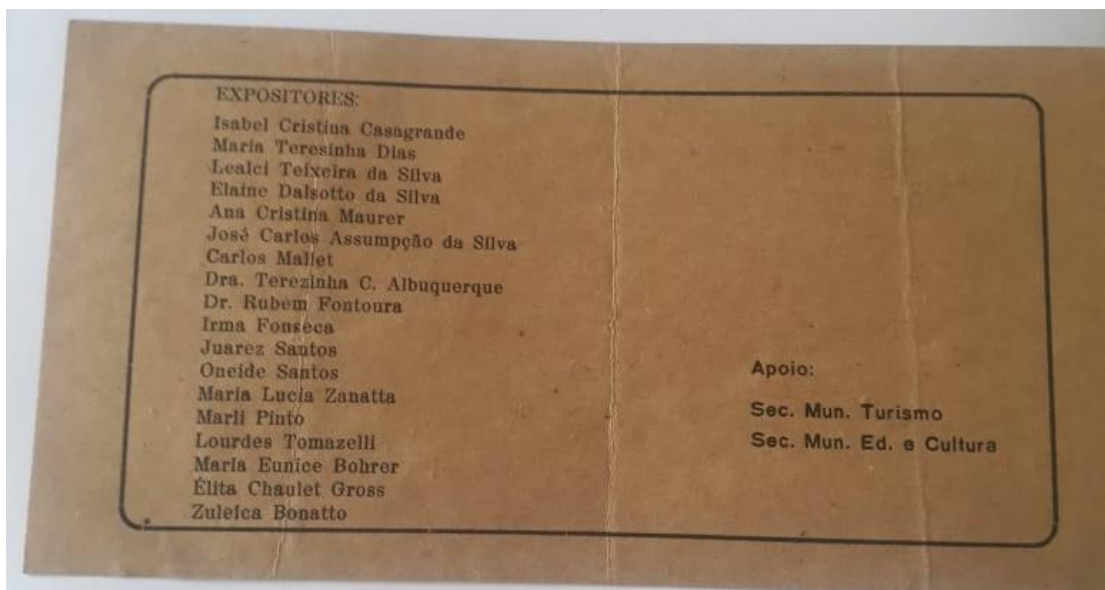 EXPOSITORES:
Isabel Cristina Casagrande
Maria Teresinha Dias
Lealci Teixeira da Silva
Elaine Dalsotto da Silva
Ana Cristina Maurer
José Carlos Assumpção da Silva
Carlos Mallet
Dra. Terezinha C. Albuquerque
Dr. Rubem Fontoura
Irma Fonseca
Juarez Santos
Oneide Santos
Maria Lucia Zanatta
Marli Pinto
Lourdes Tomazelli
Maria Eunice Bohrer
Élita Chaulet Gross
Zuleica Bonatto
Apoio:
Sec. Mun. Turismo
Sec. Mun. Ed. e Cultura